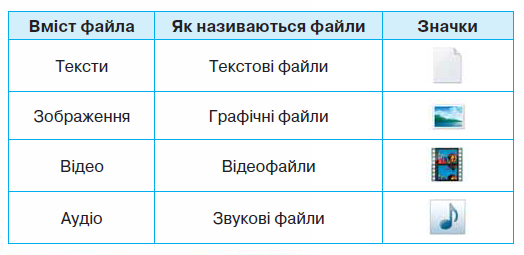 Вміст файла Як називаються файли Значки
Тексти Текстові файли
Зображення Графічні файли
Відео Відеофайли
Аудіо Звукові файли